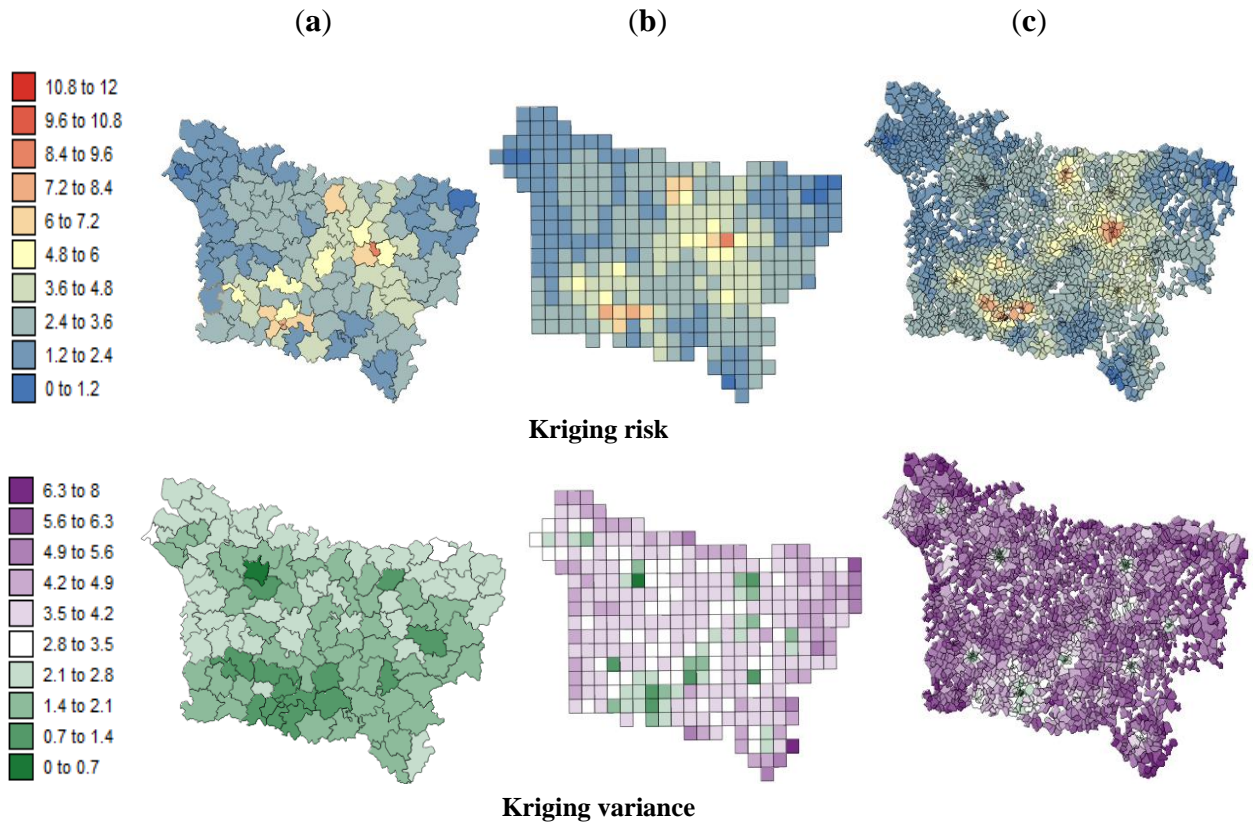 (a) (b) (c)
10.8 to 12
9.6 to 10.8
8.4 to 9.6
7.2 to 8.4
6 to 7.2
4.8 to 6
3.6 to 4.8
2.4 to 3.6
1.2 to 2.4
0 to 1.2
Kriging risk
6.3 to 8
5.6 to 6.3
4.9 to 5.6
4.2 to 4.9
3.5 to 4.2
2.8 to 3.5
2.1 to 2.8
1.4 to 2.1
0.7 to 1.4
0 to 0.7
Kriging variance